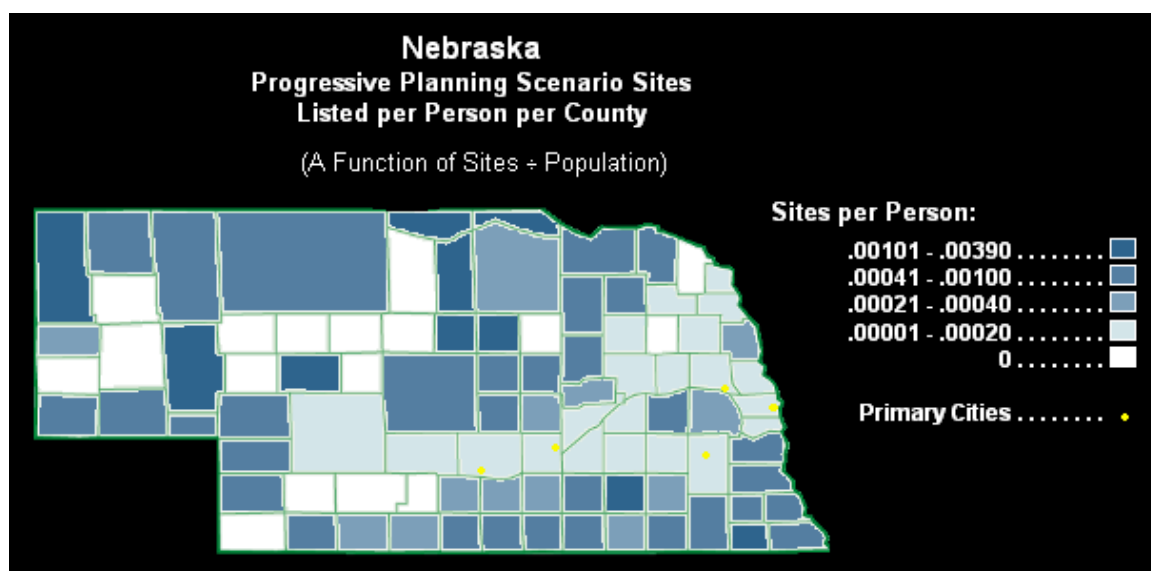 Nebraska
Progressive Planning Scenario Sites
Listed per Person per County
(A Function of Sites ÷ Population)
Sites per Person:
.00101 - .00390 . . . . . . . .
.00041 - .00100 . . . . . . . .
.00021 - .00040 . . . . . . . .
.00001 - .00020 . . . . . . . .
0 . . . . . . . .
Primary Cities . . . . . . . .